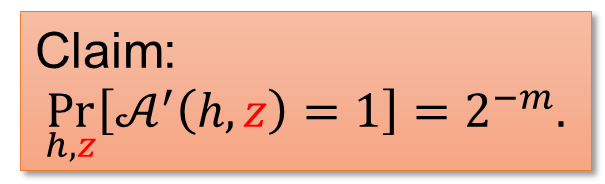 Claim:
Pr[𝒜′(ℎ, 𝑧) = 1] = 2⁻ᵐ.
ℎ,𝑧